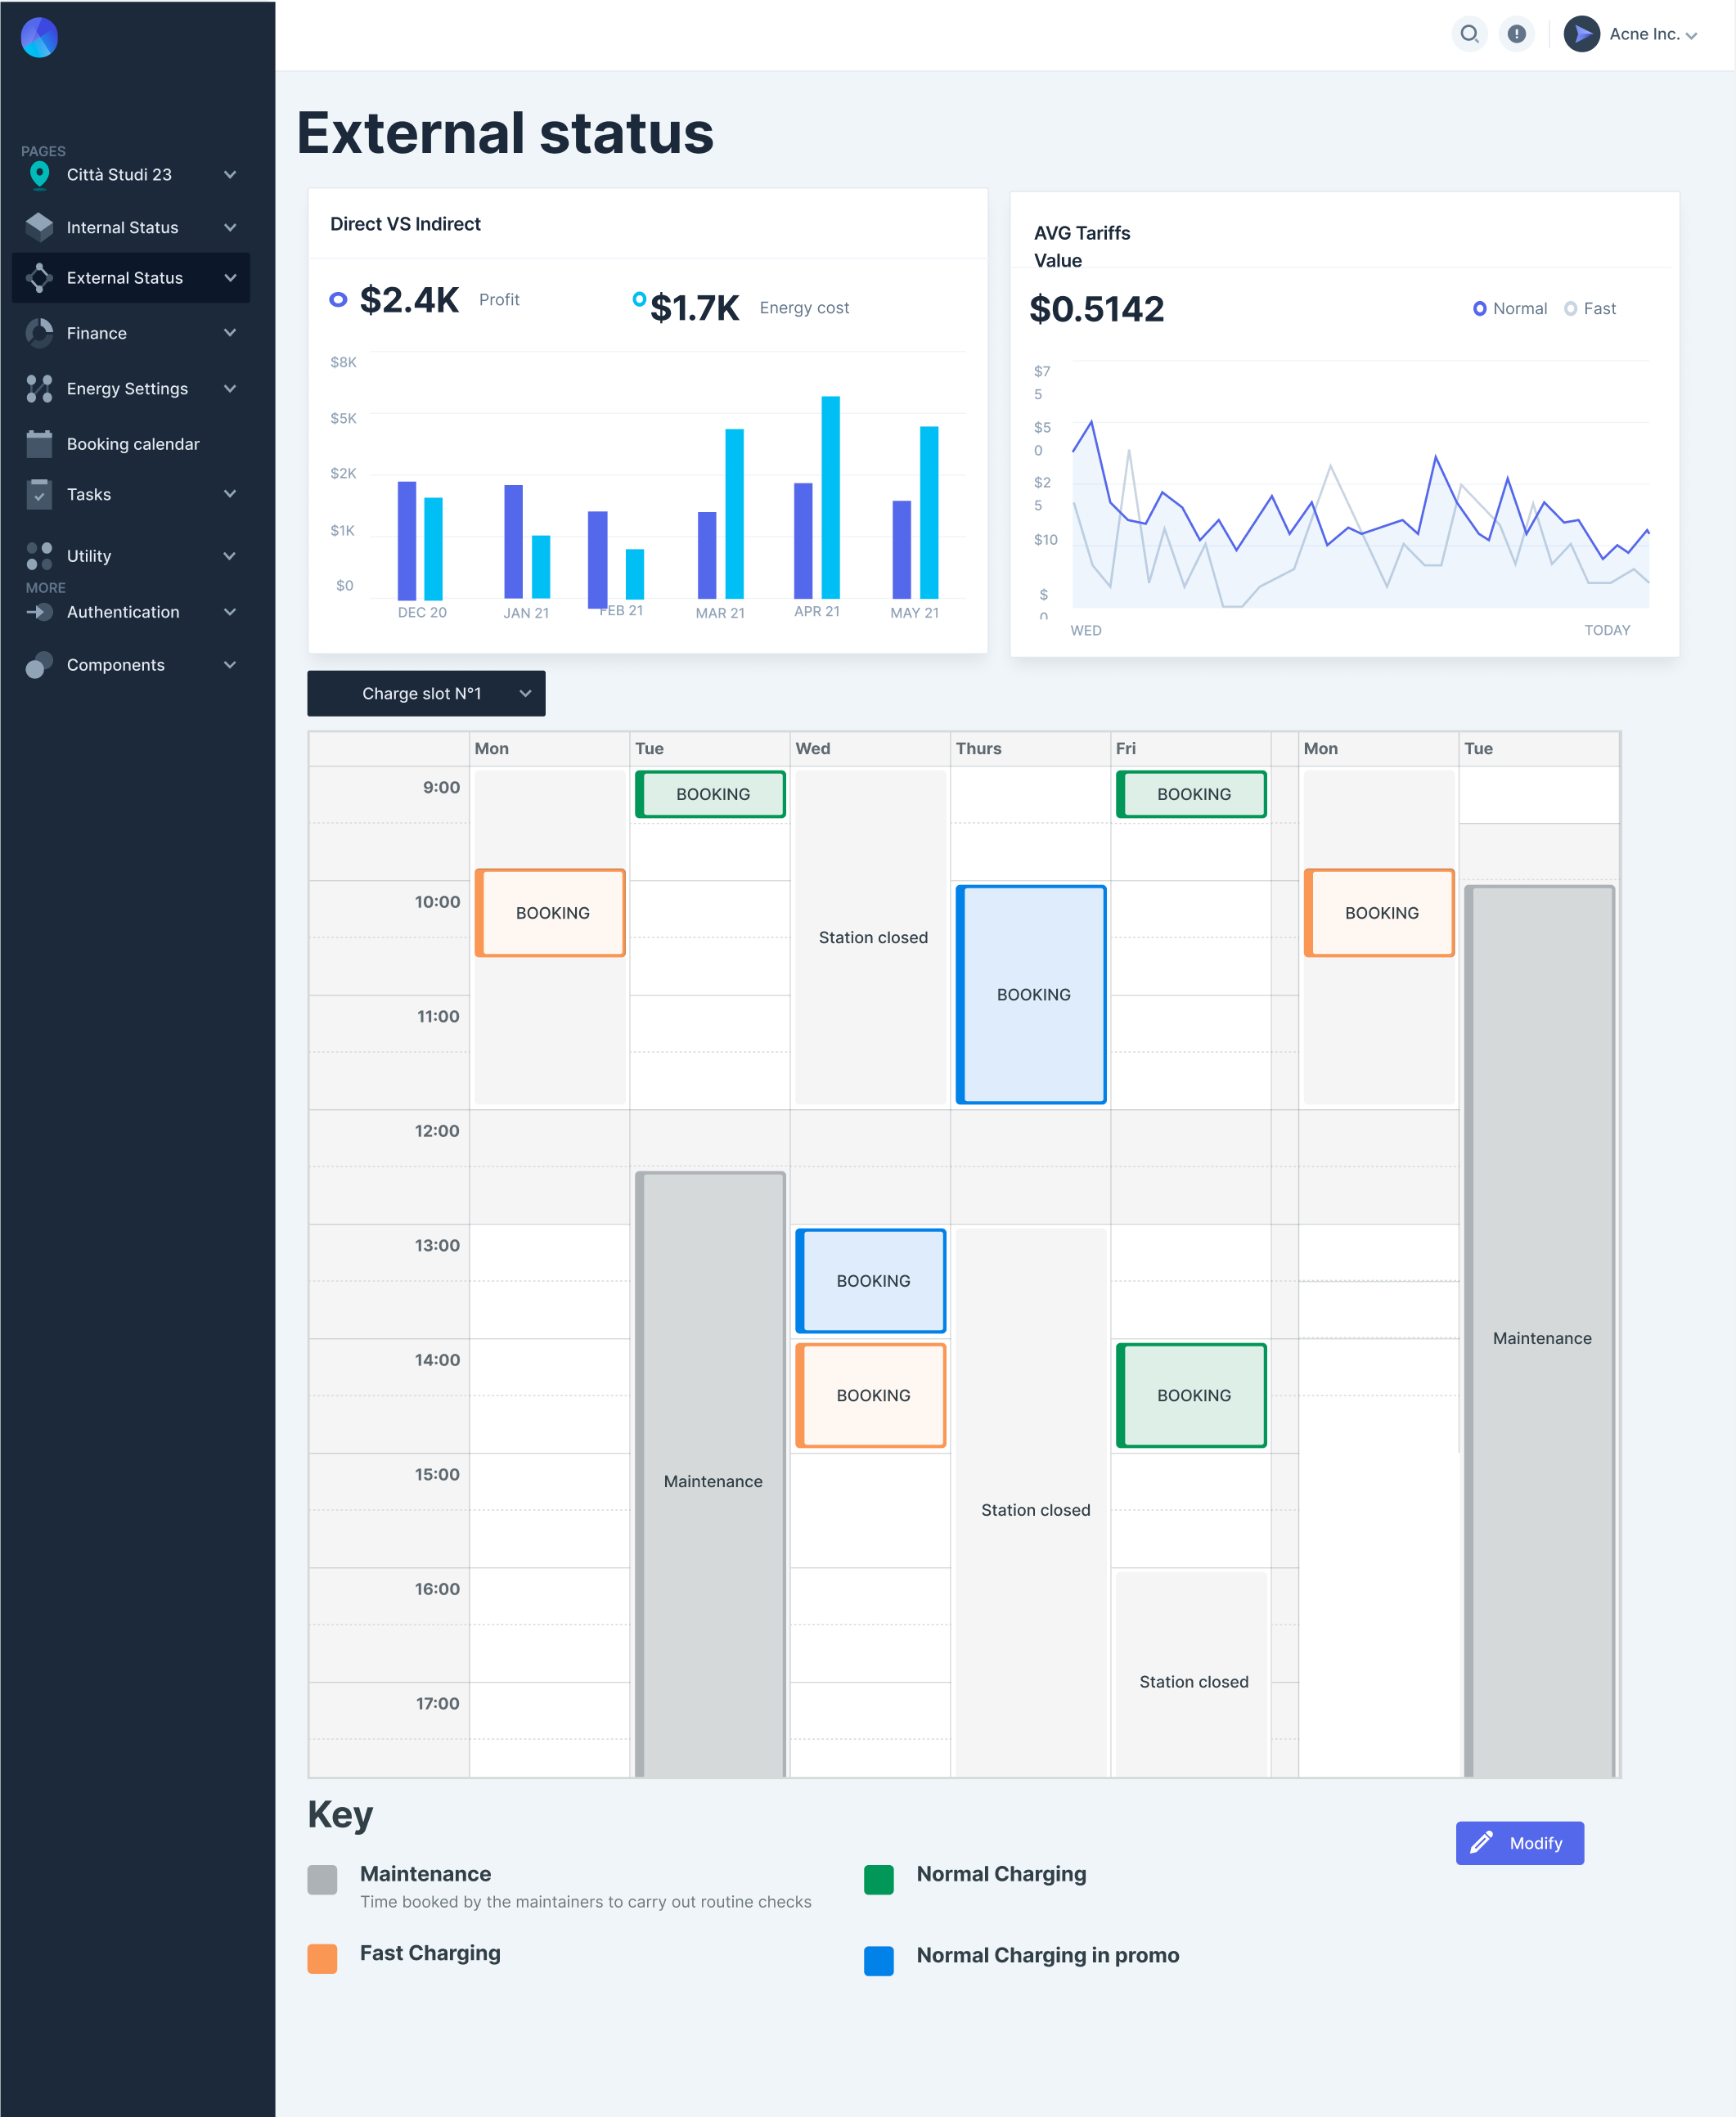 Acne Inc.
PAGES
Città Studi 23
Internal Status
External Status
Finance
Energy Settings
Booking calendar
Tasks
Utility
MORE
Authentication
Components
External status
Direct VS Indirect
$2.4K Profit
$1.7K Energy cost
$8K
$5K
$2K
$1K
$0
DEC 20 JAN 21 FEB 21 MAR 21 APR 21 MAY 21
AVG Tariffs
Value
$0.5142
Normal Fast
$7
5
$5
0
$2
5
$10
$
0
WED TODAY
Charge slot N°1
Mon Tue Wed Thurs Fri Mon Tue
9:00
BOOKING BOOKING
10:00
BOOKING BOOKING
Station closed
BOOKING
11:00
12:00
13:00
BOOKING
Maintenance
14:00
BOOKING BOOKING
15:00
Maintenance
Station closed
16:00
Station closed
17:00
Key
Modify
Maintenance
Time booked by the maintainers to carry out routine checks
Normal Charging
Fast Charging
Normal Charging in promo